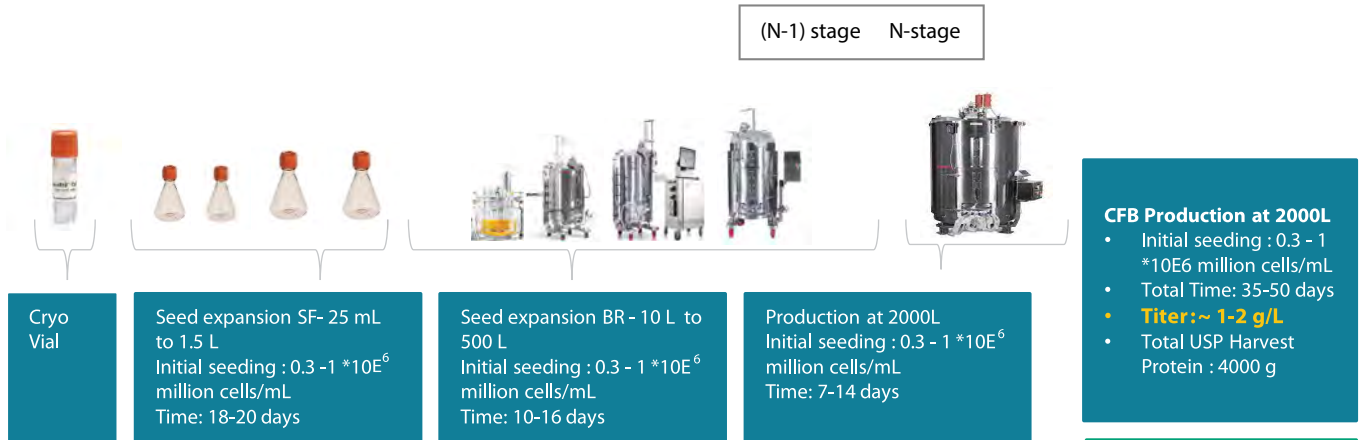 (N-1) stage N-stage
Cryo
Vial
Seed expansion SF- 25 mL
to 1.5 L
Initial seeding : 0.3 -1 *10E⁶
million cells/mL
Time: 18-20 days
Seed expansion BR - 10 L to
500 L
Initial seeding : 0.3 - 1 *10E⁶
million cells/mL
Time: 10-16 days
Production at 2000L
Initial seeding : 0.3 - 1 *10E⁶
million cells/mL
Time: 7-14 days
CFB Production at 2000L
• Initial seeding : 0.3 - 1
*10E6 million cells/mL
• Total Time: 35-50 days
• Titer:~ 1-2 g/L
• Total USP Harvest
Protein : 4000 g